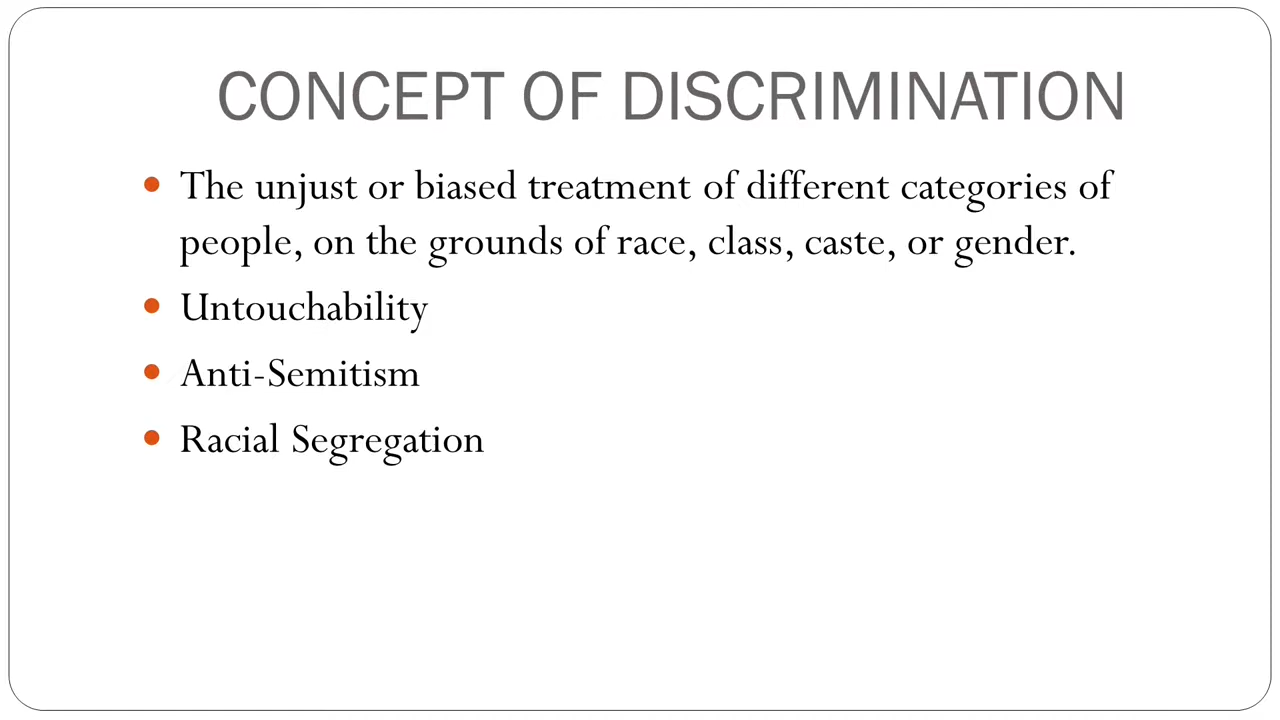 CONCEPT OF DISCRIMINATION
The unjust or biased treatment of different categories of
people, on the grounds of race, class, caste, or gender.
Untouchability
Anti-Semitism
Racial Segregation